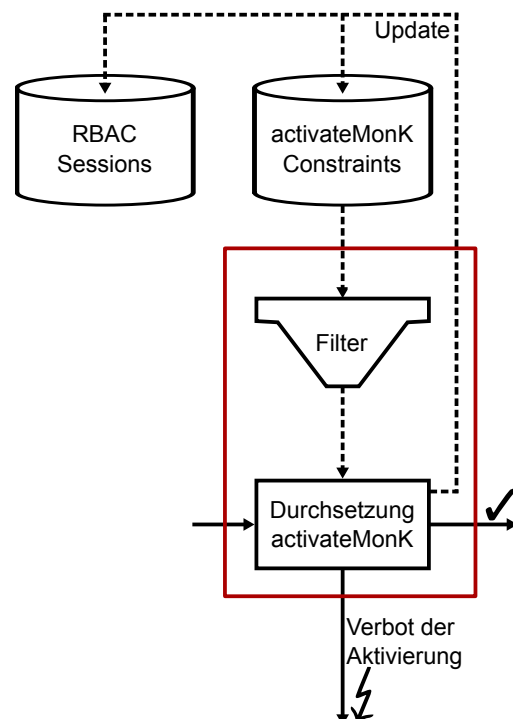 Update
RBAC
Sessions
activateMonK
Constraints
Filter
Durchsetzung
activateMonK
Verbot der
Aktivierung